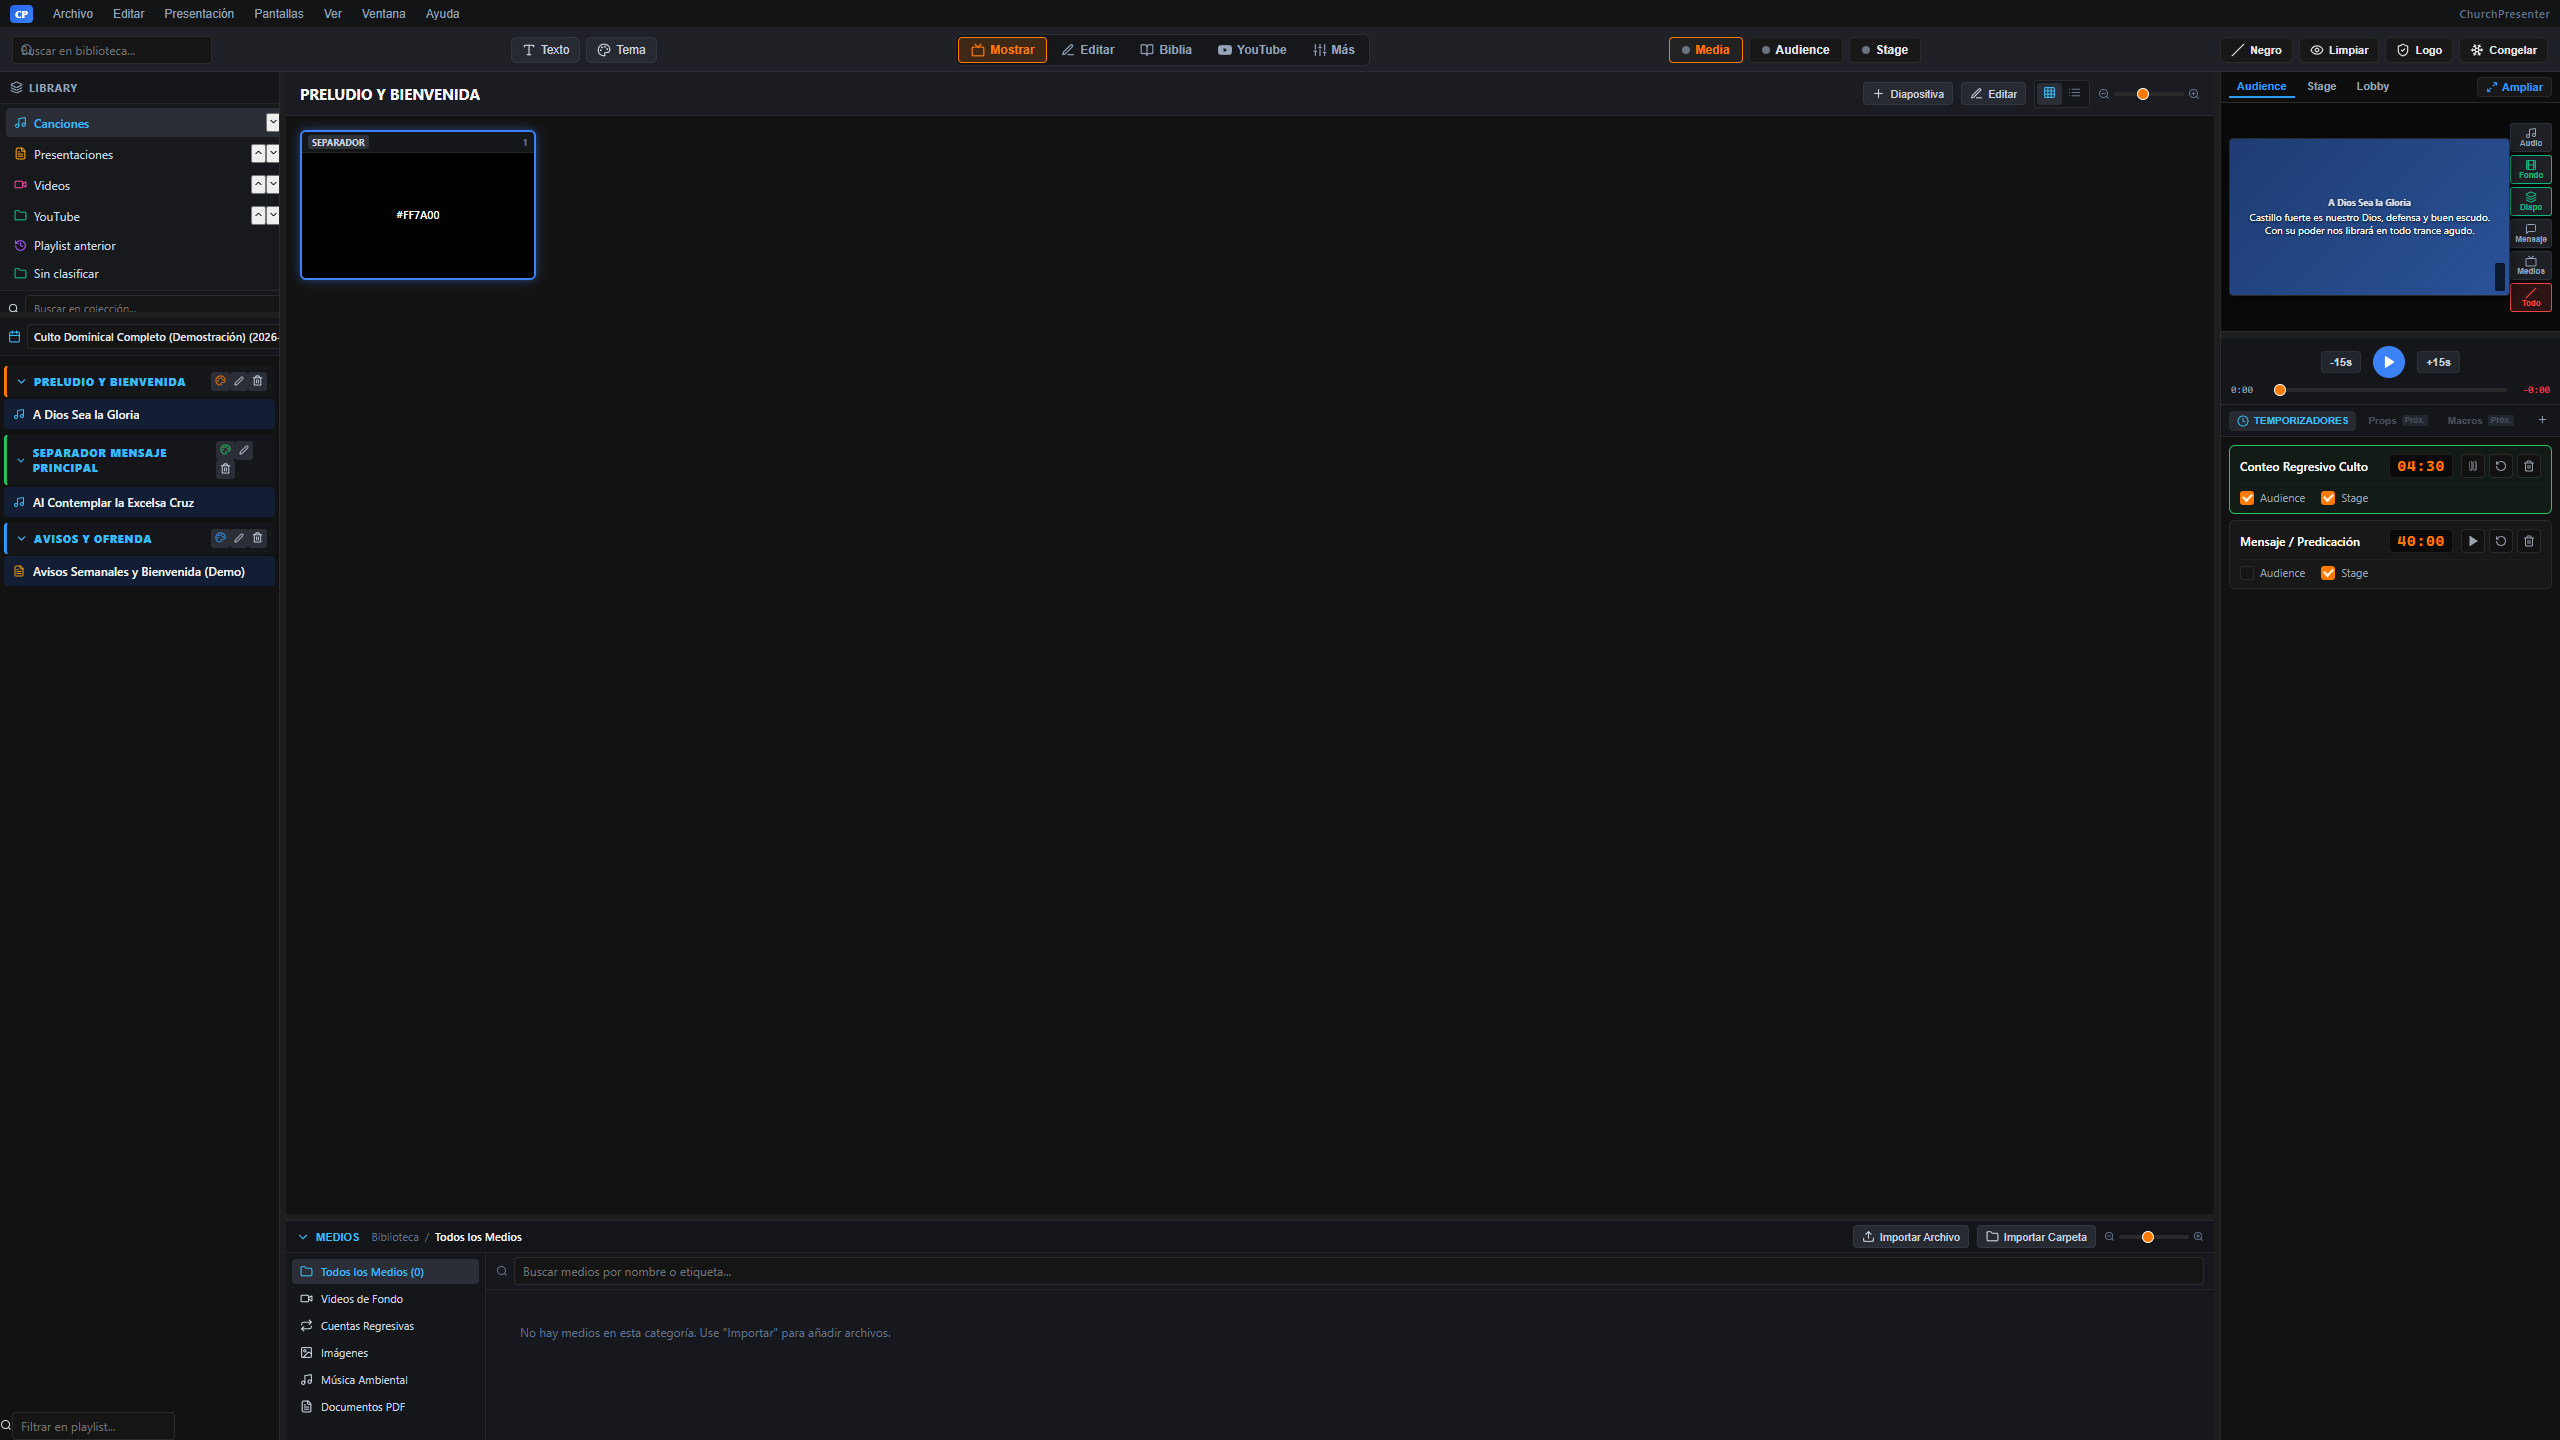 CP Archivo Editar Presentación Pantallas Ver Ventana Ayuda ChurchPresenter
Buscar en biblioteca... Texto Tema Mostrar Editar Biblia YouTube Más Media Audience Stage Negro Limpiar Logo Congelar
LIBRARY
Canciones
Presentaciones
Videos
YouTube
Playlist anterior
Sin clasificar
Buscar en colección...
Culto Dominical Completo (Demostración) (2026-
PRELUDIO Y BIENVENIDA
A Dios Sea la Gloria
SEPARADOR MENSAJE
PRINCIPAL
Al Contemplar la Excelsa Cruz
AVISOS Y OFRENDA
Avisos Semanales y Bienvenida (Demo)
Filtrar en playlist...
PRELUDIO Y BIENVENIDA Diapositiva Editar
SEPARADOR 1
#FF7A00
MEDIOS Biblioteca / Todos los Medios Importar Archivo Importar Carpeta
Todos los Medios (0)
Videos de Fondo
Cuentas Regresivas
Imágenes
Música Ambiental
Documentos PDF
Buscar medios por nombre o etiqueta...
No hay medios en esta categoría. Use "Importar" para añadir archivos.
Audience Stage Lobby Ampliar
A Dios Sea la Gloria
Castillo fuerte es nuestro Dios, defensa y buen escudo.
Con su poder nos librará en todo trance agudo.
Audio
Fondo
Diapo
Mensaje
Medios
Todo
-15s +15s
0:00 -0:00
TEMPORIZADORES Props Próx. Macros Próx. +
Conteo Regresivo Culto 04:30
Audience Stage
Mensaje / Predicación 40:00
Audience Stage